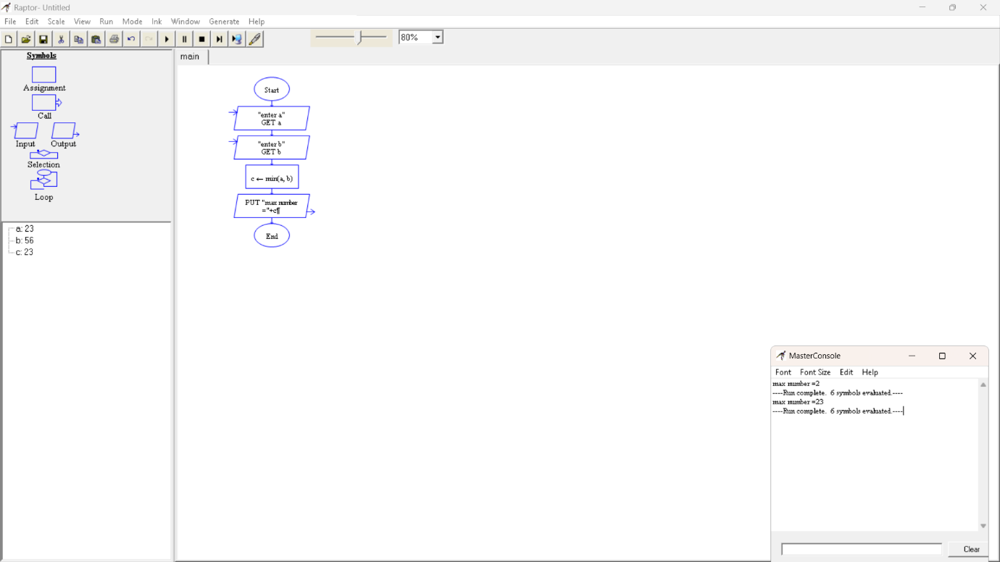 Raptor- Untitled
File Edit Scale View Run Mode Ink Window Generate Help
80%
Symbols
Assignment
Call
Input Output
Selection
Loop
a: 23
b: 56
c: 23
main
Start
"enter a"
GET a
"enter b"
GET b
c ← min(a, b)
PUT "max number
="+c¶
End
MasterConsole
Font Font Size Edit Help
max number =2
----Run complete. 6 symbols evaluated.----
max number =23
----Run complete. 6 symbols evaluated.----
Clear